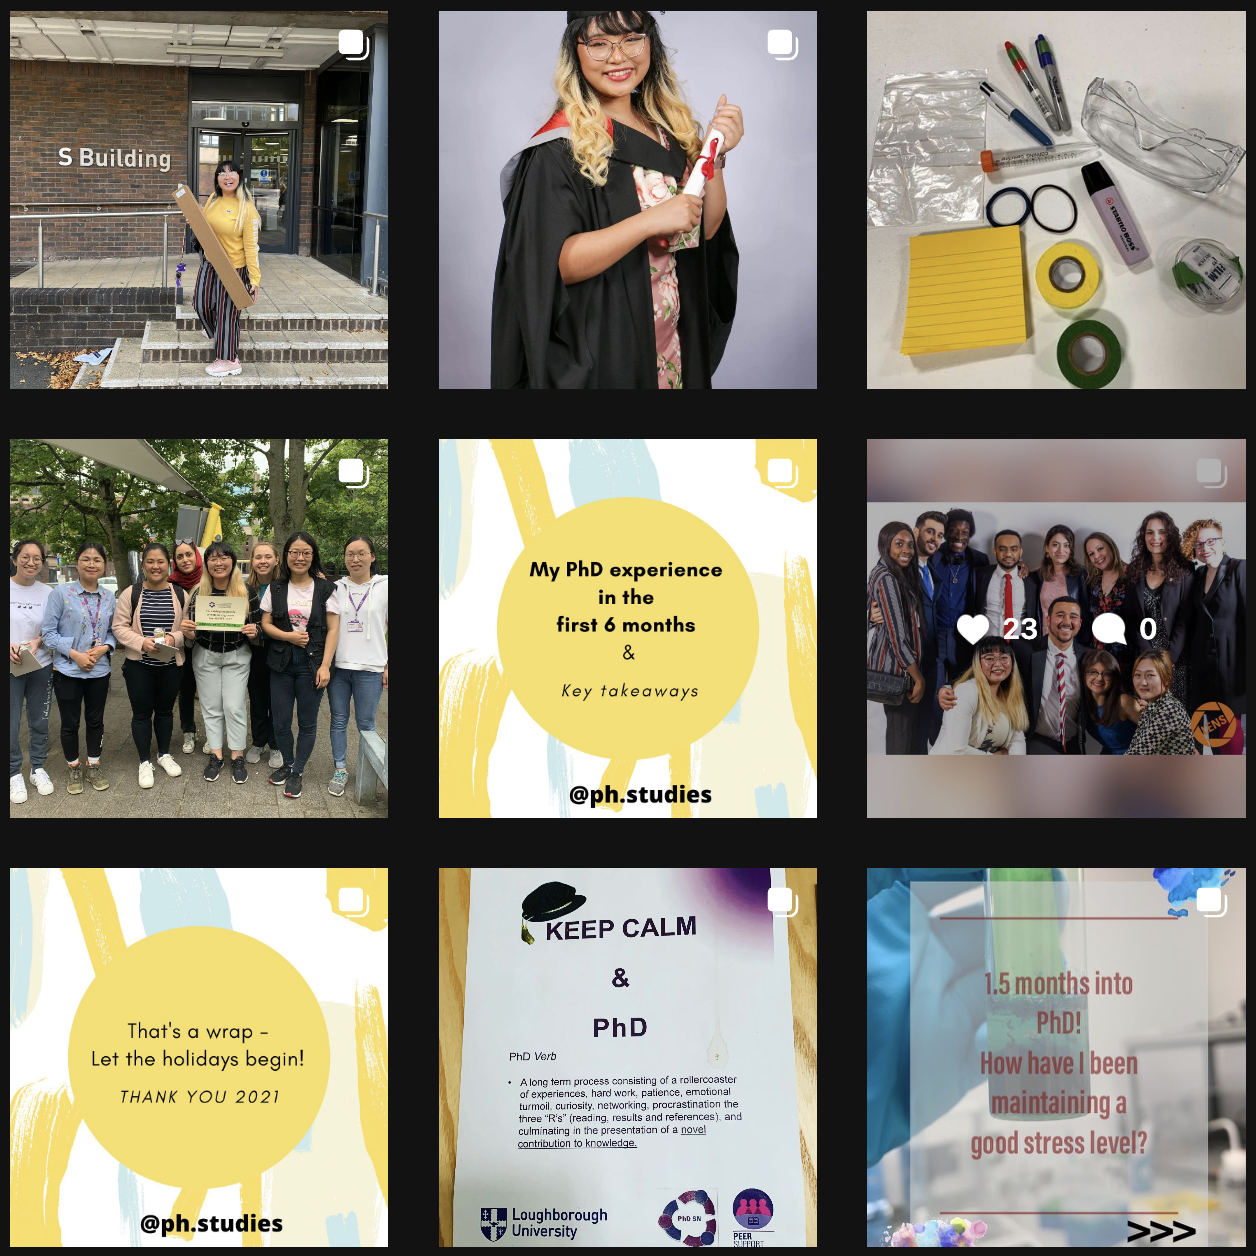 S Building
STABILO BOSS
FILM
My PhD experience
in the
first 6 months
&
Key takeaways
@ph.studies
23
0
LENS
That's a wrap -
Let the holidays begin!
THANK YOU 2021
@ph.studies
KEEP CALM
&
PhD
PhD Verb
• A long term process consisting of a rollercoaster
of experiences, hard work, patience, emotional
turmoil, curiosity, networking, procrastination the
three "R's" (reading, results and references), and
culminating in the presentation of a novel
contribution to knowledge.
Loughborough
University
PhD SN
PEER
SUPPORT
1.5 months into
PhD!
How have I been
maintaining a
good stress level?
>>>